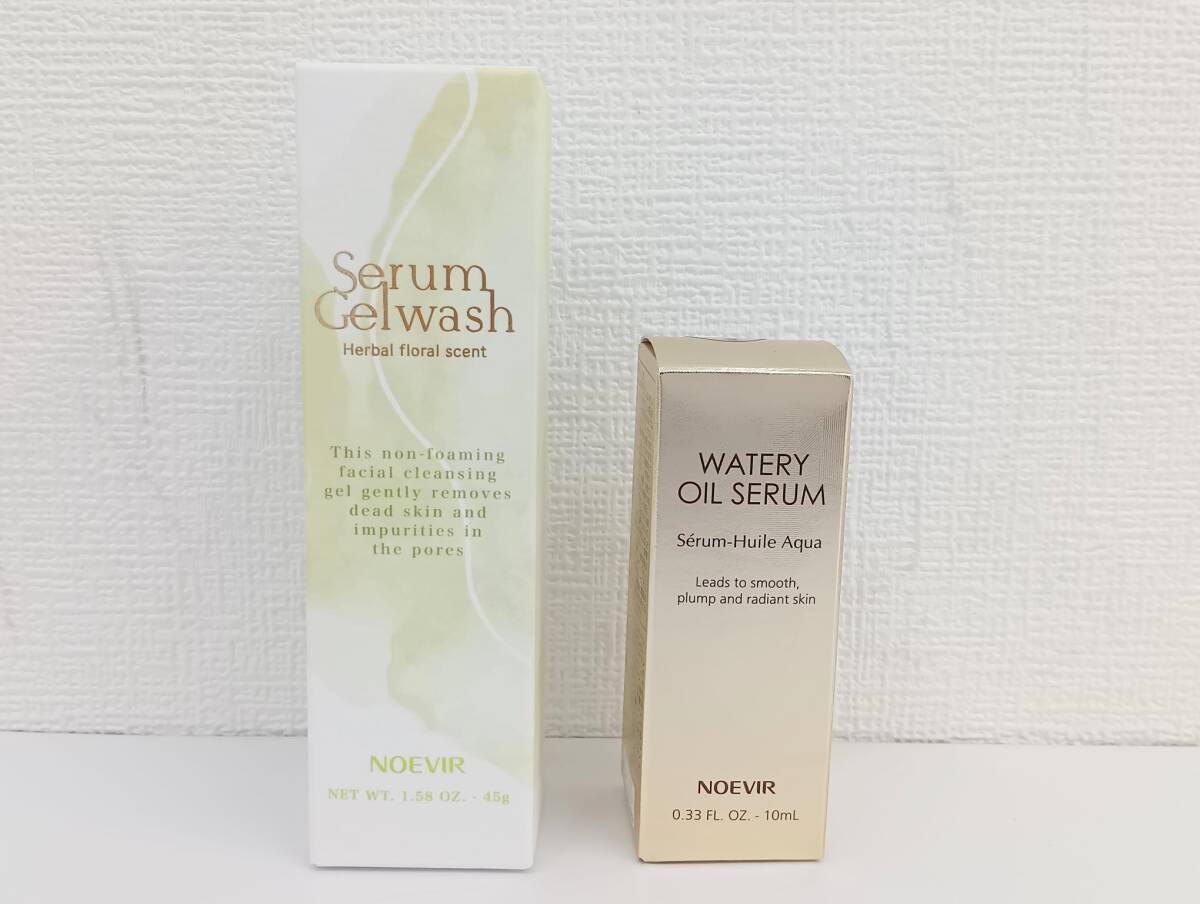 Serum
Gelwash
Herbal floral scent
This non-foaming
facial cleansing
gel gently removes
dead skin and
impurities in
the pores
NOEVIR
NET WT. 1.58 OZ. - 45g
WATERY
OIL SERUM
Sérum-Huile Aqua
Leads to smooth,
plump and radiant skin
NOEVIR
0.33 FL. OZ. - 10mL